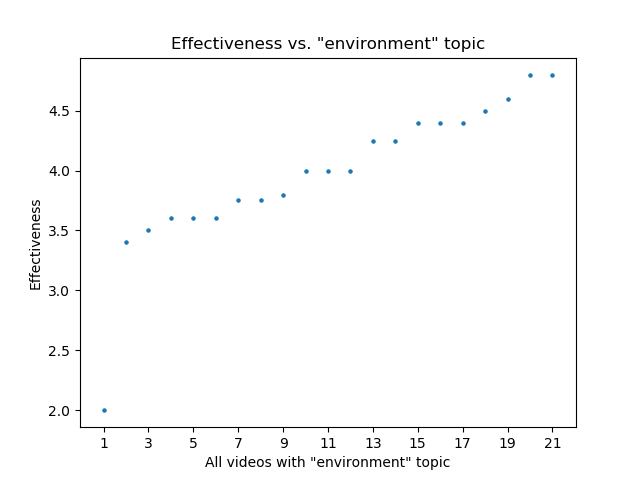 Effectiveness vs. "environment" topic
Effectiveness
4.5
4.0
3.5
3.0
2.5
2.0
1 3 5 7 9 11 13 15 17 19 21
All videos with "environment" topic